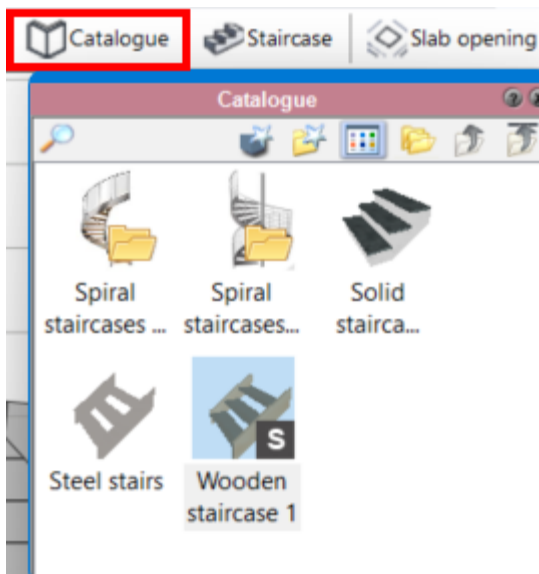 Catalogue Staircase Slab opening
Catalogue
Spiral
staircases ...
Spiral
staircases...
Solid
stairca...
Steel stairs
Wooden
staircase 1
S